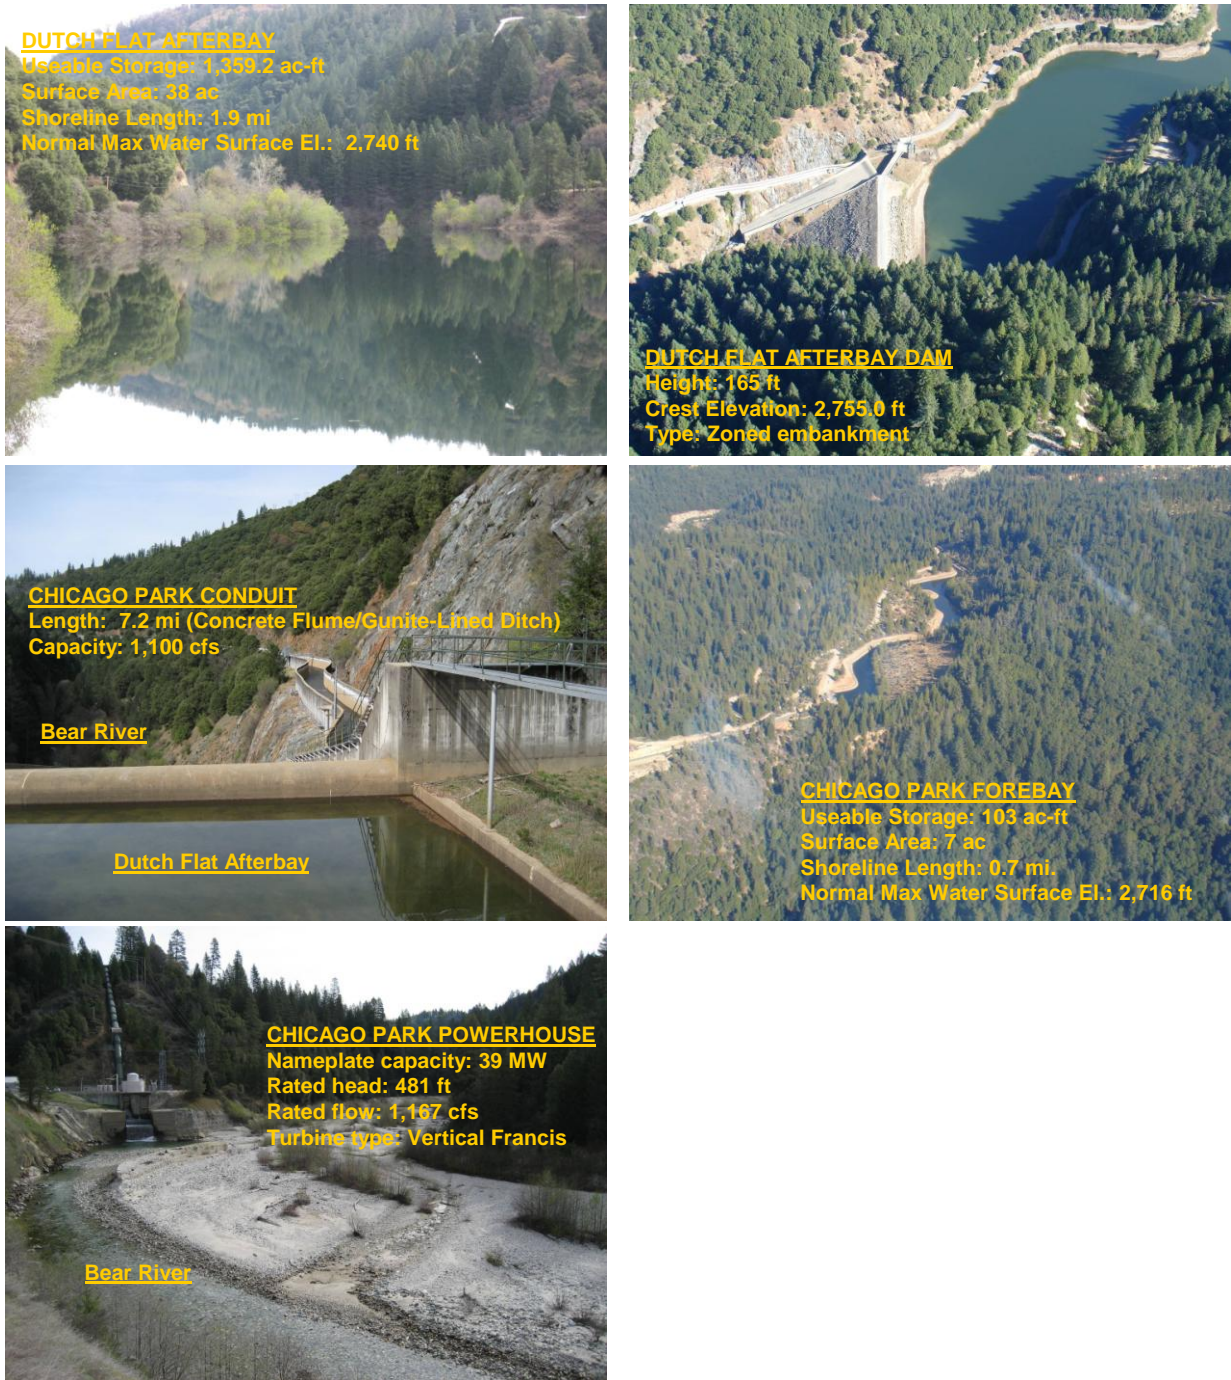 DUTCH FLAT AFTERBAY
Useable Storage: 1,359.2 ac-ft
Surface Area: 38 ac
Shoreline Length: 1.9 mi
Normal Max Water Surface El.:  2,740 ft
DUTCH FLAT AFTERBAY DAM
Height: 165 ft
Crest Elevation: 2,755.0 ft
Type: Zoned embankment
CHICAGO PARK CONDUIT
Length:  7.2 mi (Concrete Flume/Gunite-Lined Ditch)
Capacity: 1,100 cfs
Bear River
Dutch Flat Afterbay
CHICAGO PARK FOREBAY
Useable Storage: 103 ac-ft
Surface Area: 7 ac
Shoreline Length: 0.7 mi.
Normal Max Water Surface El.: 2,716 ft
CHICAGO PARK POWERHOUSE
Nameplate capacity: 39 MW
Rated head: 481 ft
Rated flow: 1,167 cfs
Turbine type: Vertical Francis
Bear River